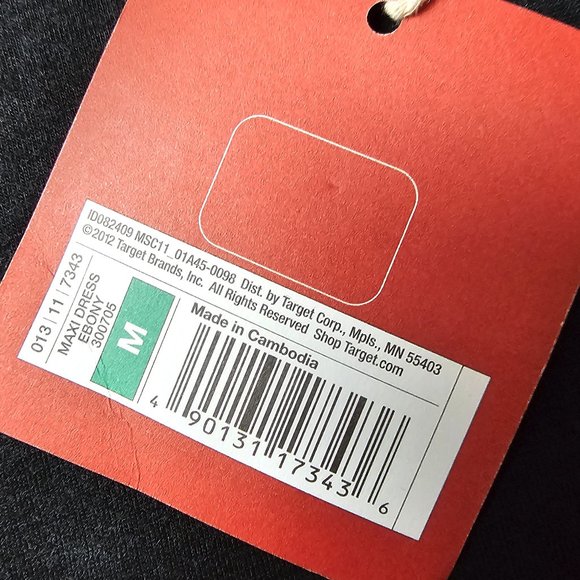 ID082409 MSC11_01A45-0098 Dist. by Target Corp., Mpls., MN 55403
©2012 Target Brands, Inc. All Rights Reserved Shop Target.com
013 | 11 | 7343
MAXI DRESS
EBONY
300705
M
Made in Cambodia
4 90131 17343 6